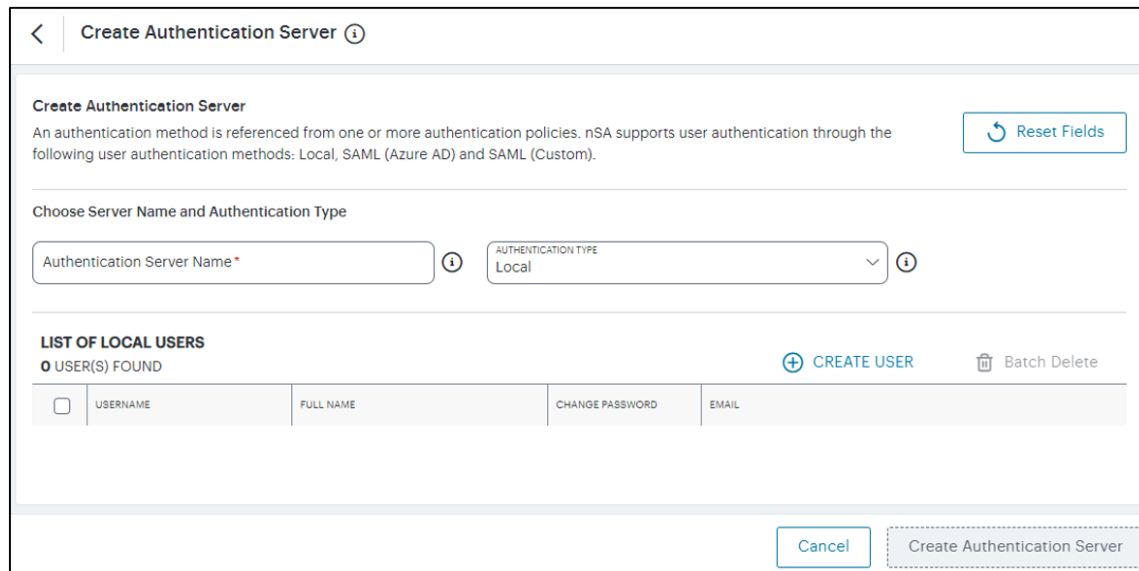 Create Authentication Server
Create Authentication Server
An authentication method is referenced from one or more authentication policies. nSA supports user authentication through the
following user authentication methods: Local, SAML (Azure AD) and SAML (Custom).
Reset Fields
Choose Server Name and Authentication Type
Authentication Server Name*
AUTHENTICATION TYPE
Local
LIST OF LOCAL USERS
0 USER(S) FOUND
CREATE USER
Batch Delete
USERNAME FULL NAME CHANGE PASSWORD EMAIL
Cancel
Create Authentication Server